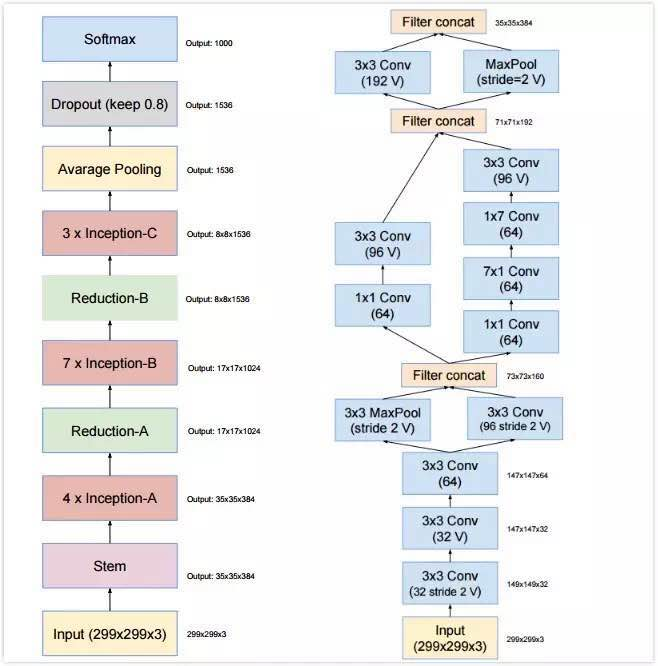 Softmax
Output: 1000
Dropout (keep 0.8)
Output: 1536
Avarage Pooling
Output: 1536
3 x Inception-C
Output: 8x8x1536
Reduction-B
Output: 8x8x1536
7 x Inception-B
Output: 17x17x1024
Reduction-A
Output: 17x17x1024
4 x Inception-A
Output: 35x35x384
Stem
Output: 35x35x384
Input (299x299x3)
299x299x3
Filter concat
35x35x384
3x3 Conv
(192 V)
MaxPool
(stride=2 V)
Filter concat
71x71x192
3x3 Conv
(96 V)
1x7 Conv
(64)
3x3 Conv
(96 V)
7x1 Conv
(64)
1x1 Conv
(64)
1x1 Conv
(64)
Filter concat
73x73x160
3x3 MaxPool
(stride 2 V)
3x3 Conv
(96 stride 2 V)
3x3 Conv
(64)
147x147x64
3x3 Conv
(32 V)
147x147x32
3x3 Conv
(32 stride 2 V)
149x149x32
Input
(299x299x3)
299x299x3